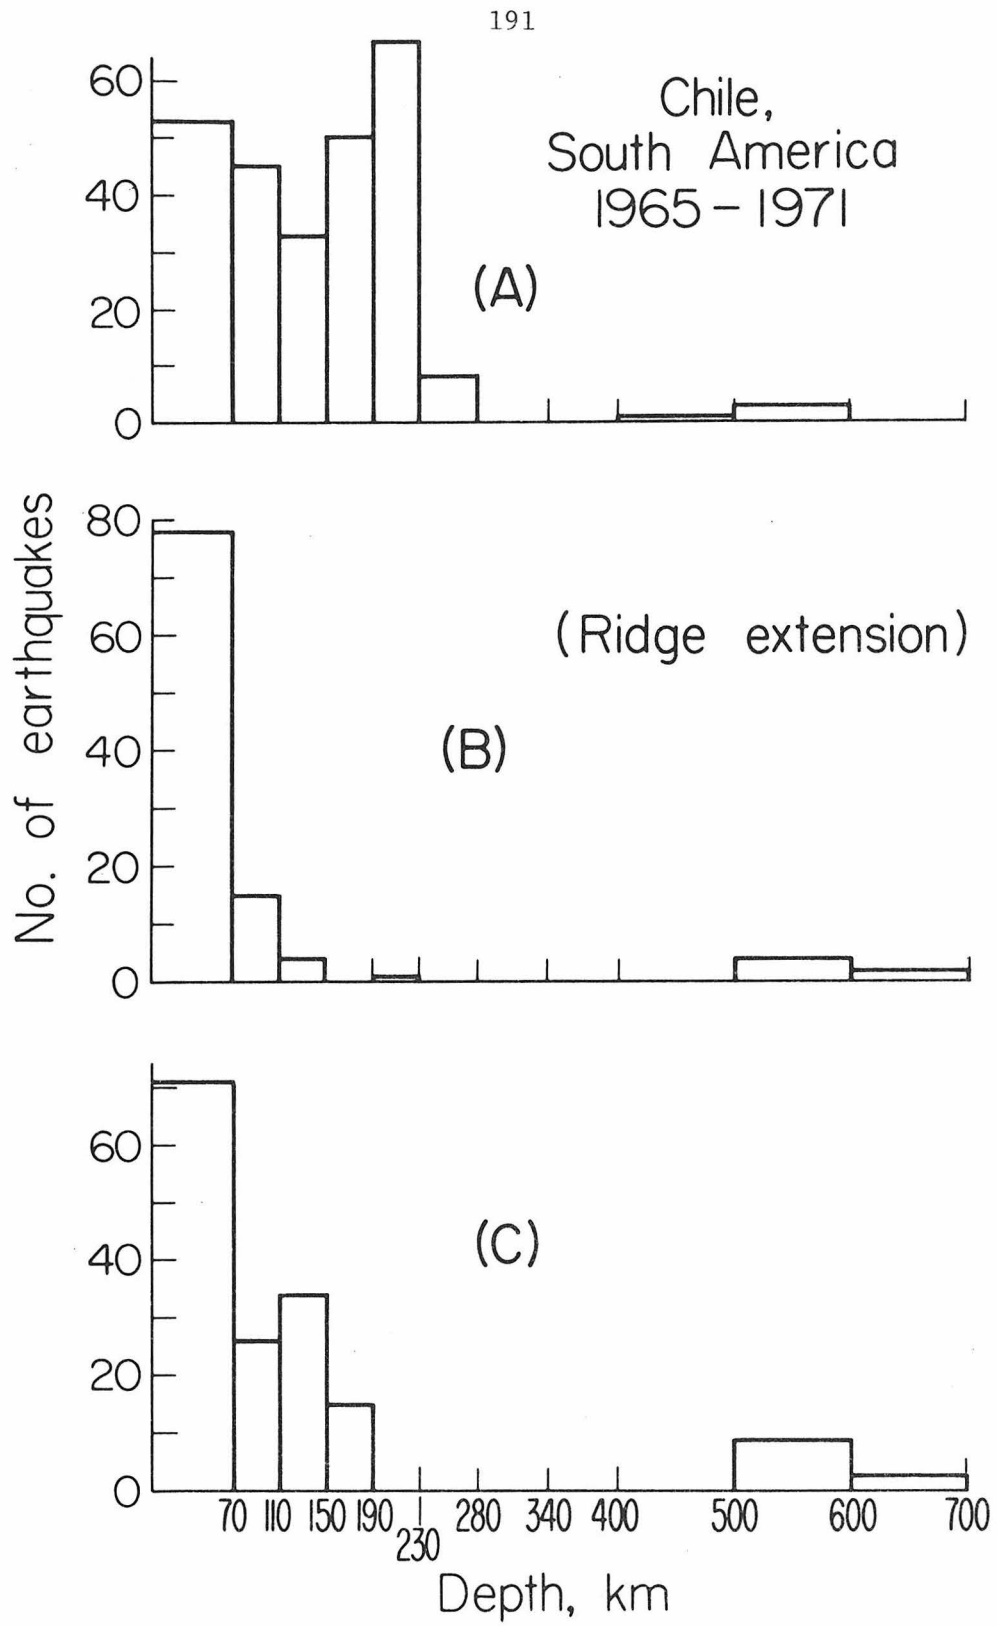 191
60
40
20
0
Chile,
South America
1965-1971
(A)
No. of earthquakes
80
60
40
20
0
(Ridge extension)
(B)
60
40
20
0
(C)
70 110 150 190 230 280 340 400 500 600 700
Depth, km